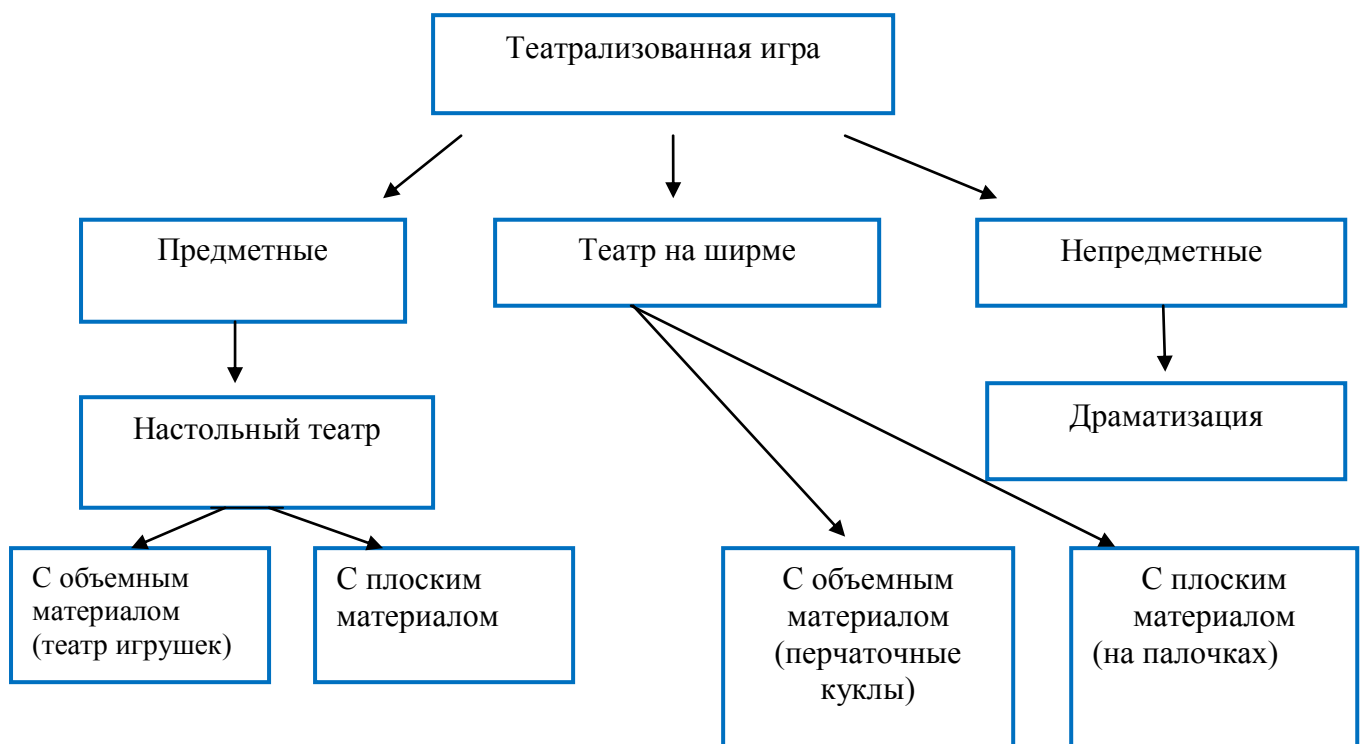 Театрализованная игра
Предметные
Театр на ширме
Непредметные
Настольный театр
Драматизация
С объемным
материалом
(театр игрушек)
С плоским
материалом
С объемным
материалом
(перчаточные
куклы)
С плоским
материалом
(на палочках)